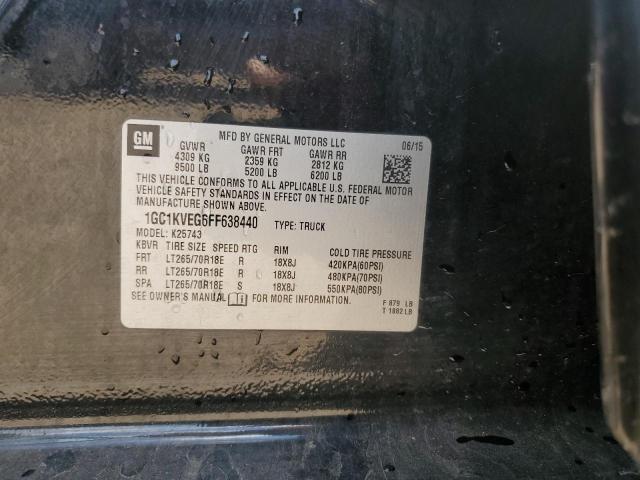 GM
MFD BY GENERAL MOTORS LLC 06/15
GVWR GAWR FRT GAWR RR
4309 KG 2359 KG 2812 KG
9500 LB 5200 LB 6200 LB
THIS VEHICLE CONFORMS TO ALL APPLICABLE U.S. FEDERAL MOTOR
VEHICLE SAFETY STANDARDS IN EFFECT ON THE DATE OF
MANUFACTURE SHOWN ABOVE.
1GC1KVEG6FF638440 TYPE: TRUCK
MODEL: K25743
KBVR TIRE SIZE SPEED RTG RIM COLD TIRE PRESSURE
FRT LT265/70R18E R 18X8J 420KPA(60PSI)
RR LT265/70R18E R 18X8J 480KPA(70PSI)
SPA LT265/70R18E S 18X8J 550KPA(80PSI)
SEE OWNER'S MANUAL FOR MORE INFORMATION.
F 879 LB
T 1882 LB